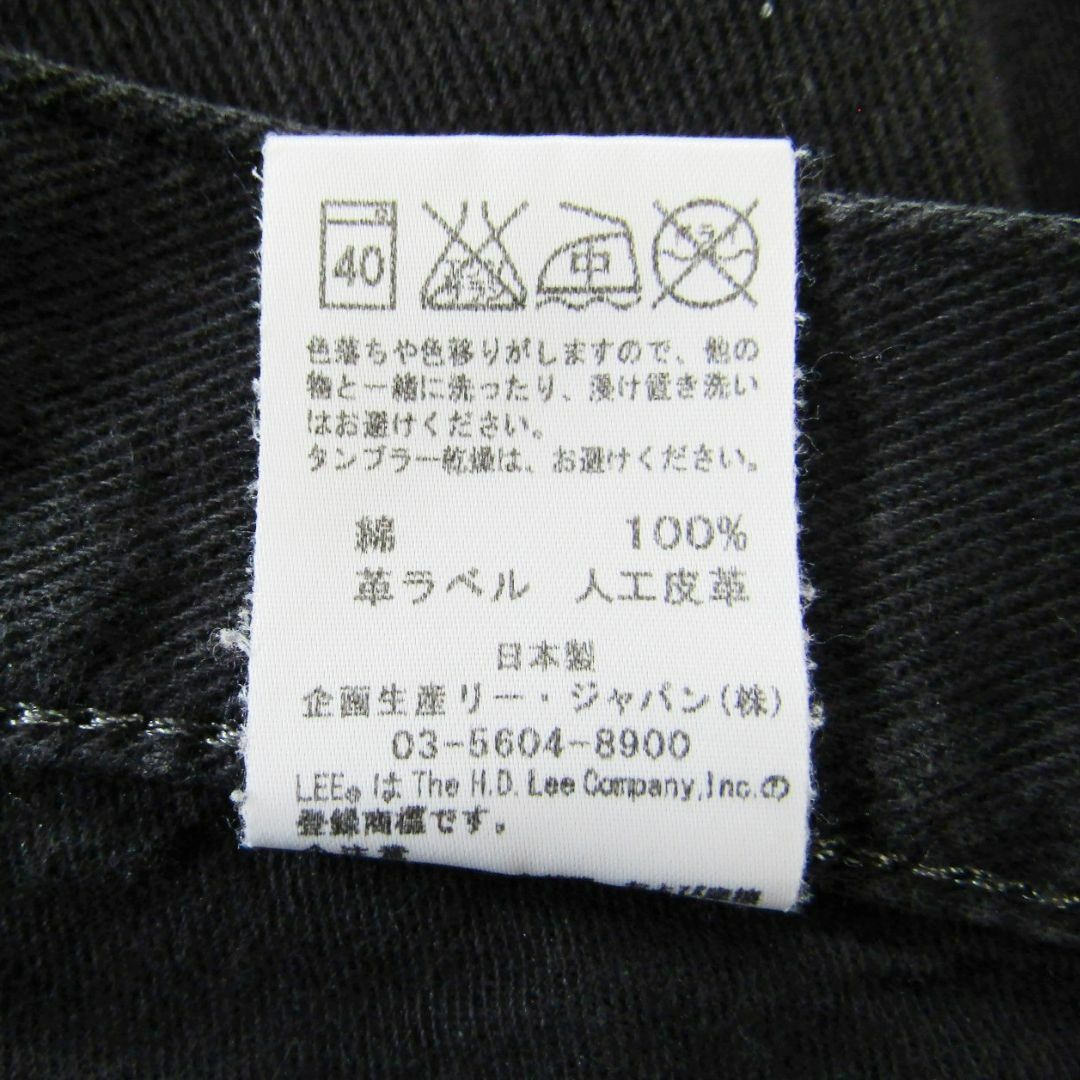 40 中
色落ちや色移りがしますので、他の
物と一緒に洗ったり、浸け置き洗い
はお避けください。
タンブラー乾燥は、お避けください。
綿 100%
革ラベル 人工皮革
日本製
企画生産リー・ジャパン(株)
03-5604-8900
LEE®は The H.D. Lee Company,Inc.の
登録商標です。